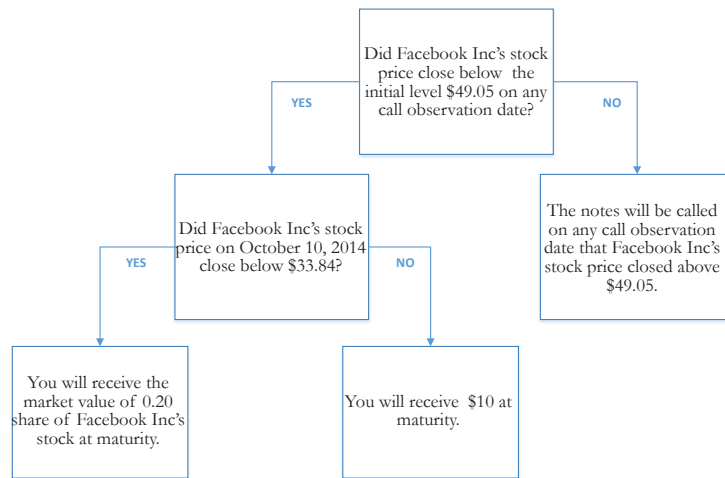 Did Facebook Inc's stock
price close below the
initial level $49.05 on any
call observation date?
YES
NO
Did Facebook Inc's stock
price on October 10, 2014
close below $33.84?
The notes will be called
on any call observation
date that Facebook Inc's
stock price closed above
$49.05.
YES
NO
You will receive the
market value of 0.20
share of Facebook Inc's
stock at maturity.
You will receive $10 at
maturity.